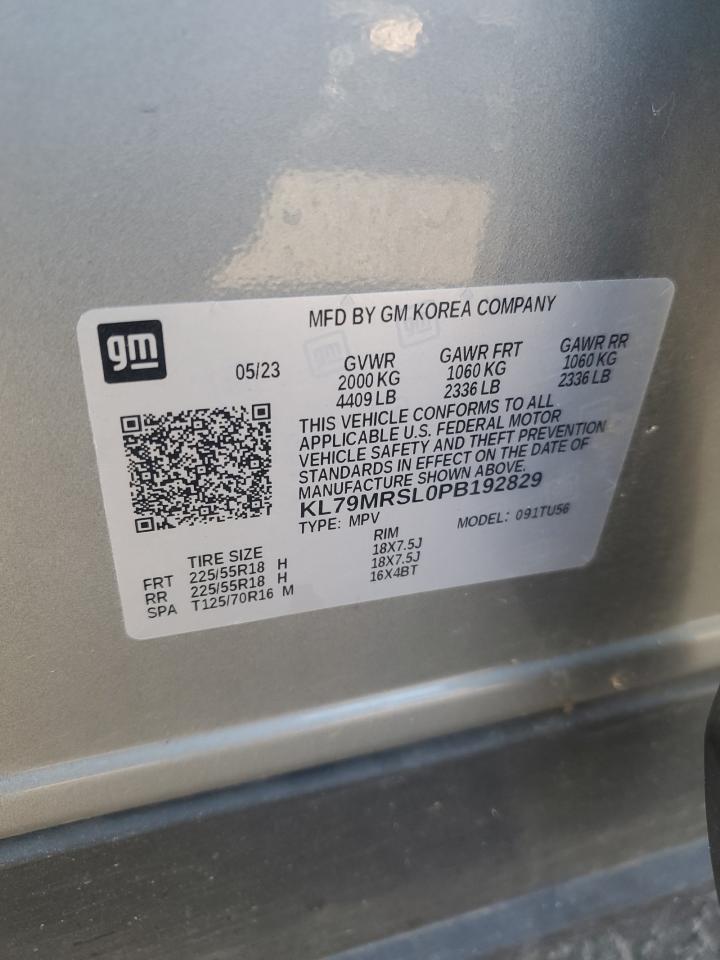 MFD BY GM KOREA COMPANY
gm
05/23
GVWR
2000 KG
4409 LB
GAWR FRT
1060 KG
2336 LB
GAWR RR
1060 KG
2336 LB
THIS VEHICLE CONFORMS TO ALL
APPLICABLE U.S. FEDERAL MOTOR
VEHICLE SAFETY AND THEFT PREVENTION
STANDARDS IN EFFECT ON THE DATE OF
MANUFACTURE SHOWN ABOVE.
KL79MRSL0PB192829
TYPE: MPV MODEL: 091TU56
TIRE SIZE RIM
FRT 225/55R18 H 18X7.5J
RR 225/55R18 H 18X7.5J
SPA T125/70R16 M 16X4BT